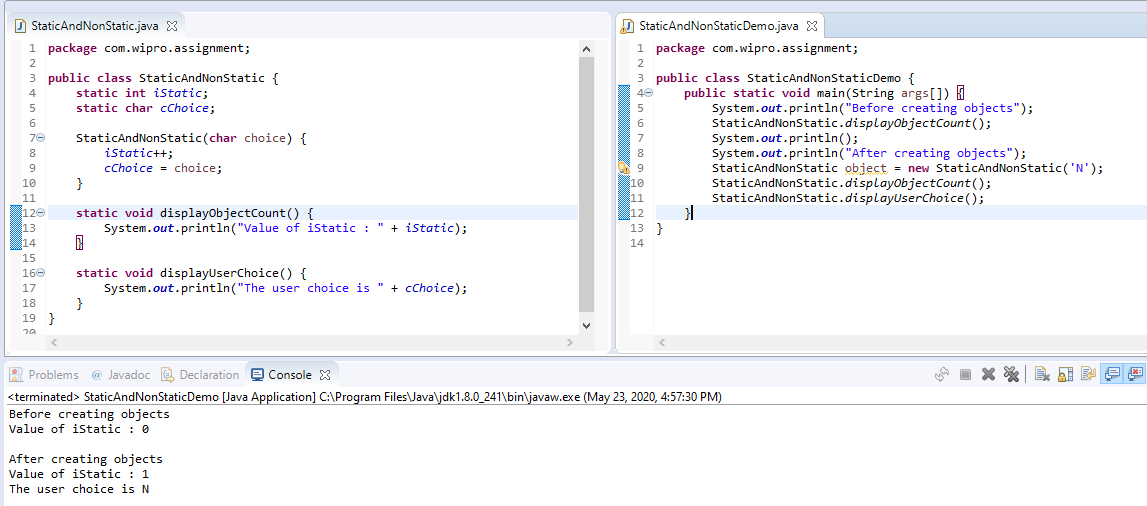 StaticAndNonStatic.java
1 package com.wipro.assignment;
2
3 public class StaticAndNonStatic {
4     static int iStatic;
5     static char cChoice;
6
7     StaticAndNonStatic(char choice) {
8         iStatic++;
9         cChoice = choice;
10     }
11
12     static void displayObjectCount() {
13         System.out.println("Value of iStatic : " + iStatic);
14     }
15
16     static void displayUserChoice() {
17         System.out.println("The user choice is " + cChoice);
18     }
19 }
20
StaticAndNonStaticDemo.java
1 package com.wipro.assignment;
2
3 public class StaticAndNonStaticDemo {
4     public static void main(String args[]) {
5         System.out.println("Before creating objects");
6         StaticAndNonStatic.displayObjectCount();
7         System.out.println();
8         System.out.println("After creating objects");
9         StaticAndNonStatic object = new StaticAndNonStatic('N');
10         StaticAndNonStatic.displayObjectCount();
11         StaticAndNonStatic.displayUserChoice();
12     }
13 }
14
Problems @ Javadoc Declaration Console
<terminated> StaticAndNonStaticDemo [Java Application] C:\Program Files\Java\jdk1.8.0_241\bin\javaw.exe (May 23, 2020, 4:57:30 PM)
Before creating objects
Value of iStatic : 0

After creating objects
Value of iStatic : 1
The user choice is N